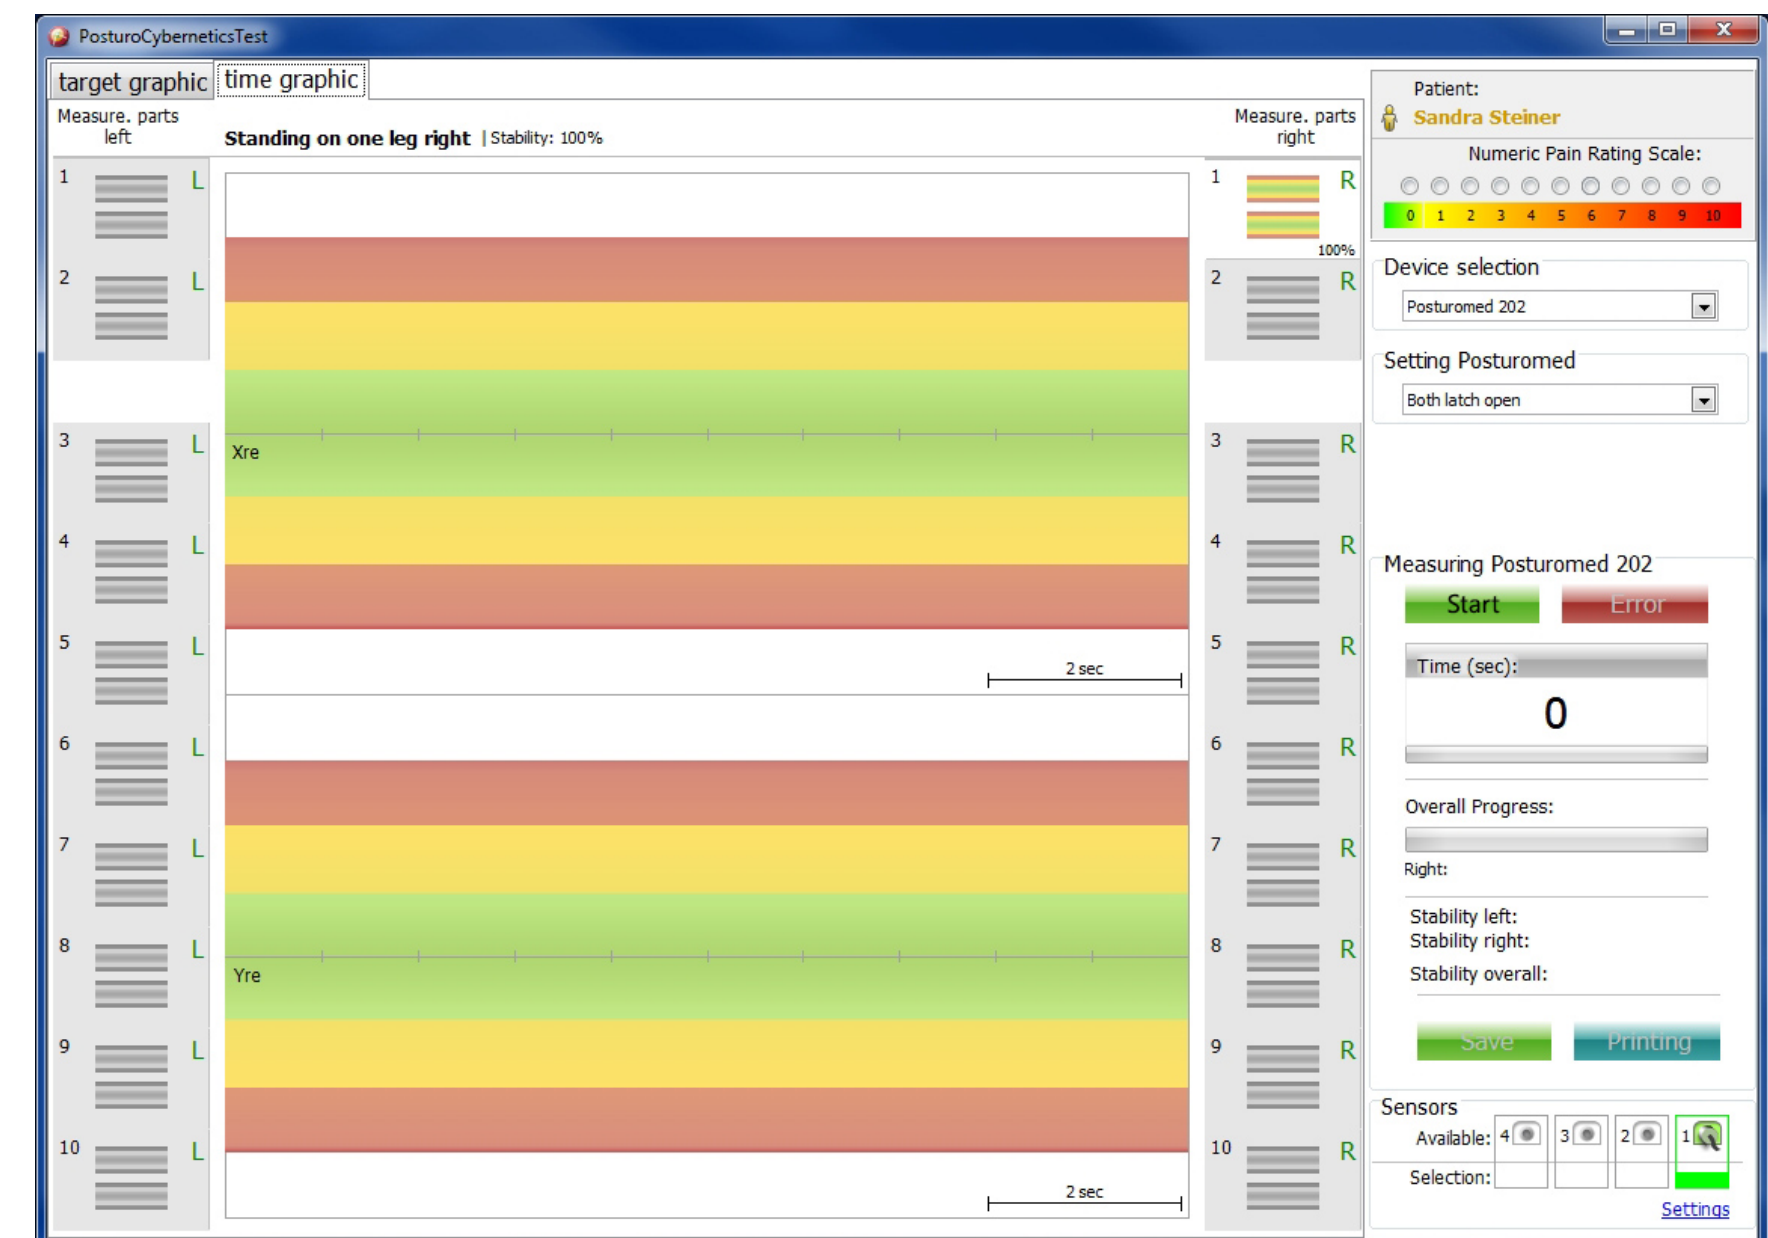 PosturoCyberneticsTest
target graphic
time graphic
Measure. parts
left
Standing on one leg right | Stability: 100%
Measure. parts
right
1 L
2 L
3 L
4 L
5 L
6 L
7 L
8 L
9 L
10 L
Xre
2 sec
Yre
2 sec
1 R
100%
2 R
3 R
4 R
5 R
6 R
7 R
8 R
9 R
10 R
Patient:
Sandra Steiner
Numeric Pain Rating Scale:
0 1 2 3 4 5 6 7 8 9 10
Device selection
Posturomed 202
Setting Posturomed
Both latch open
Measuring Posturomed 202
Start Error
Time (sec):
0
Overall Progress:
Right:
Stability left:
Stability right:
Stability overall:
Save Printing
Sensors
Available: 4 3 2 1
Selection:
Settings